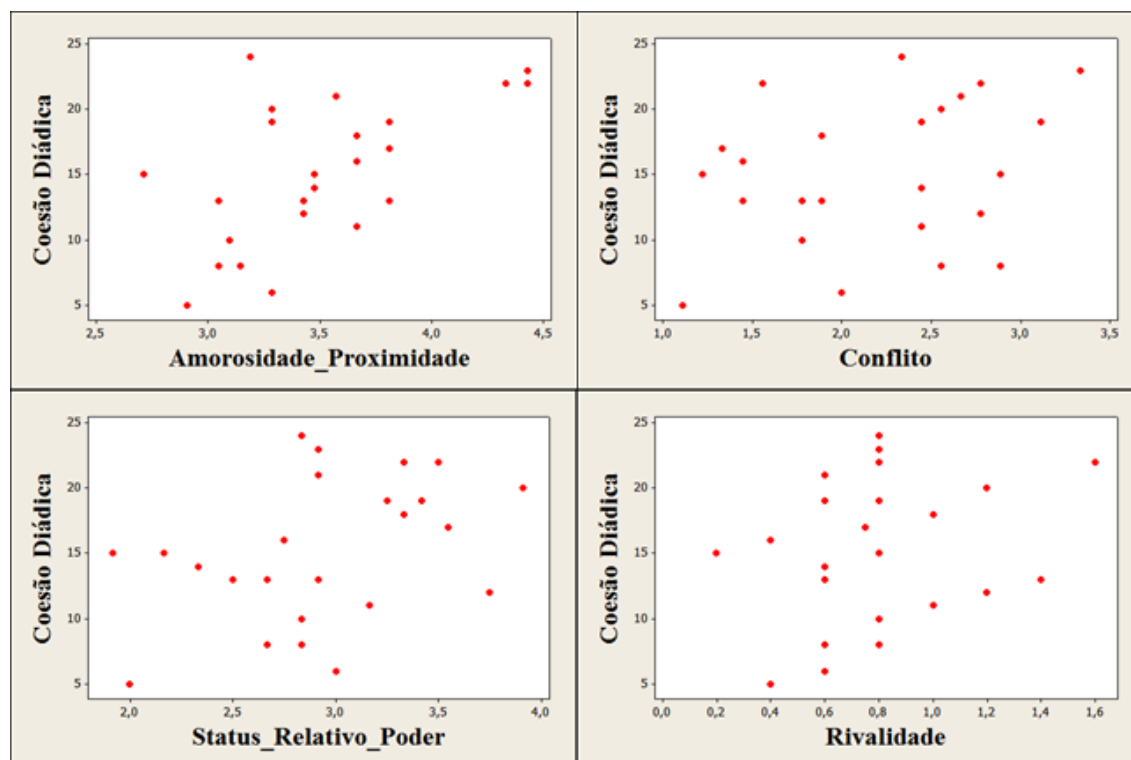 25
20
15
10
5
Coesão Diádica
2,5 3,0 3,5 4,0 4,5
Amorosidade_Proximidade
25
20
15
10
5
Coesão Diádica
1,0 1,5 2,0 2,5 3,0 3,5
Conflito
25
20
15
10
5
Coesão Diádica
2,0 2,5 3,0 3,5 4,0
Status_Relativo_Poder
25
20
15
10
5
Coesão Diádica
0,0 0,2 0,4 0,6 0,8 1,0 1,2 1,4 1,6
Rivalidade